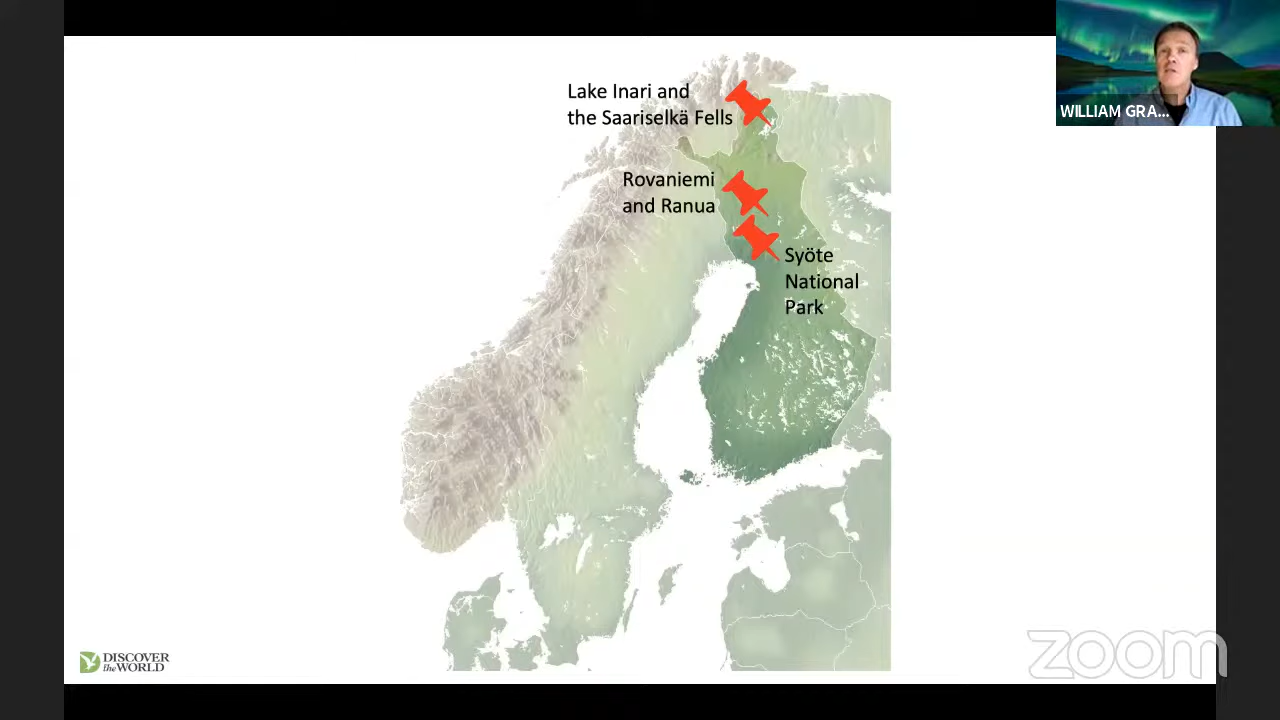 Lake Inari and
the Saariselkä Fells
WILLIAM GRA...
Rovaniemi
and Ranua
Syöte
National
Park
DISCOVER
the WORLD
zoom